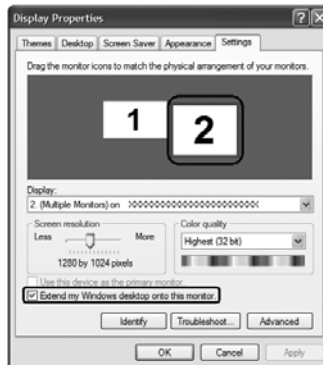 Display Properties
Themes Desktop Screen Saver Appearance Settings
Drag the monitor icons to match the physical arrangement of your monitors.
1 2
Display:
2. (Multiple Monitors) on XXXXXXXXXXXXXXXXXXXXXXX
Screen resolution Color quality
Less More Highest (32 bit)
1280 by 1024 pixels
Use this device as the primary monitor.
Extend my Windows desktop onto this monitor.
Identify Troubleshoot... Advanced
OK Cancel Apply